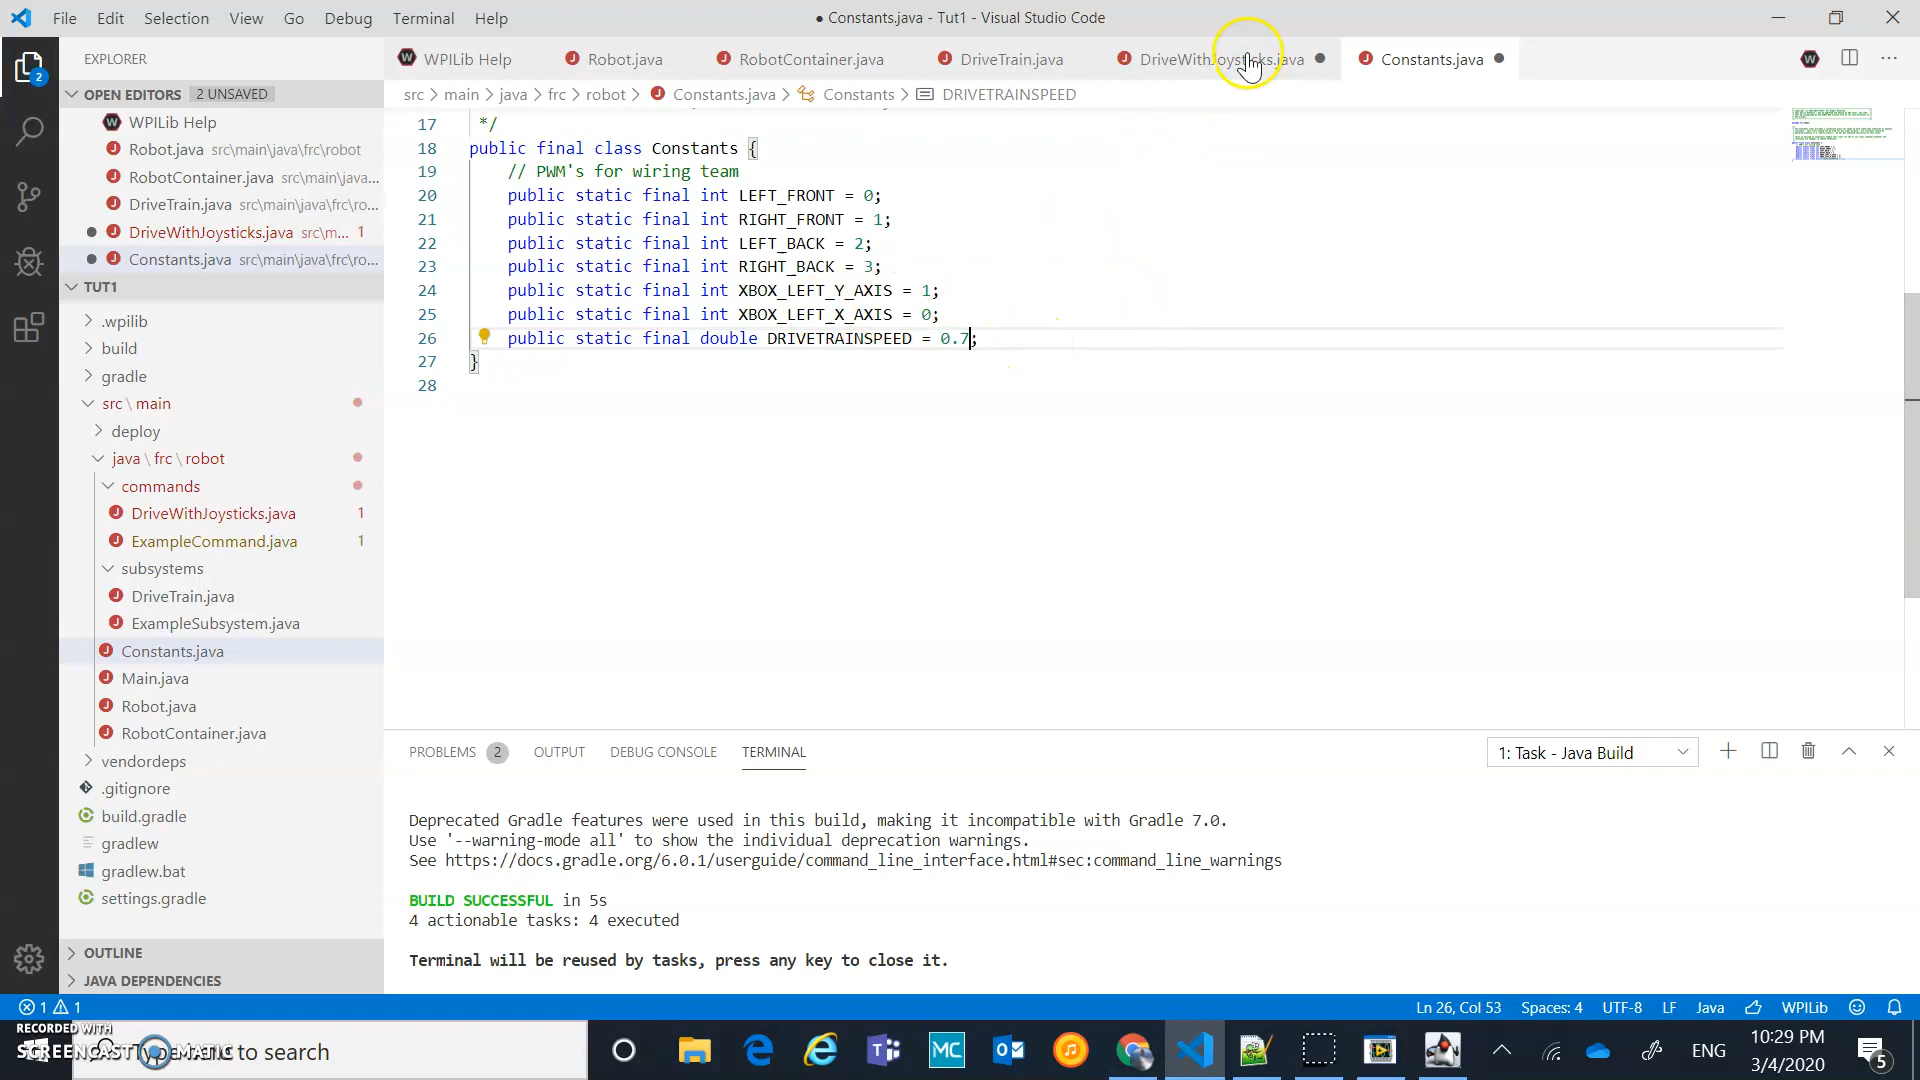 File Edit Selection View Go Debug Terminal Help
● Constants.java - Tut1 - Visual Studio Code
EXPLORER
WPILib Help Robot.java RobotContainer.java DriveTrain.java DriveWithJoysticks.java Constants.java
OPEN EDITORS 2 UNSAVED
src > main > java > frc > robot > Constants.java > Constants > DRIVETRAINSPEED
WPILib Help
Robot.java src\main\java\frc\robot
RobotContainer.java src\main\java...
DriveTrain.java src\main\java\frc\ro...
DriveWithJoysticks.java src\m... 1
Constants.java src\main\java\frc\ro...
TUT1
.wpilib
build
gradle
src \ main
deploy
java \ frc \ robot
commands
DriveWithJoysticks.java 1
ExampleCommand.java 1
subsystems
DriveTrain.java
ExampleSubsystem.java
Constants.java
Main.java
Robot.java
RobotContainer.java
vendordeps
.gitignore
build.gradle
gradlew
gradlew.bat
settings.gradle
OUTLINE
JAVA DEPENDENCIES
17 */
18 public final class Constants {
19 // PWM's for wiring team
20 public static final int LEFT_FRONT = 0;
21 public static final int RIGHT_FRONT = 1;
22 public static final int LEFT_BACK = 2;
23 public static final int RIGHT_BACK = 3;
24 public static final int XBOX_LEFT_Y_AXIS = 1;
25 public static final int XBOX_LEFT_X_AXIS = 0;
26 public static final double DRIVETRAINSPEED = 0.7;
27 }
28
PROBLEMS 2 OUTPUT DEBUG CONSOLE TERMINAL
1: Task - Java Build
Deprecated Gradle features were used in this build, making it incompatible with Gradle 7.0.
Use '--warning-mode all' to show the individual deprecation warnings.
See https://docs.gradle.org/6.0.1/userguide/command_line_interface.html#sec:command_line_warnings
BUILD SUCCESSFUL in 5s
4 actionable tasks: 4 executed
Terminal will be reused by tasks, press any key to close it.
1 1
Ln 26, Col 53 Spaces: 4 UTF-8 LF Java WPILib
RECORDED WITH
SCREENCAST MATIC
Type here to search
MC
ENG
10:29 PM
3/4/2020
5